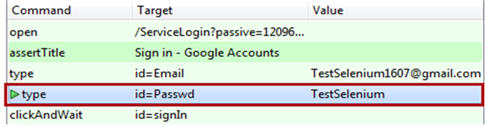 Command Target Value
open /ServiceLogin?passive=12096...
assertTitle Sign in - Google Accounts
type id=Email TestSelenium1607@gmail.com
type id=Passwd TestSelenium
clickAndWait id=signIn